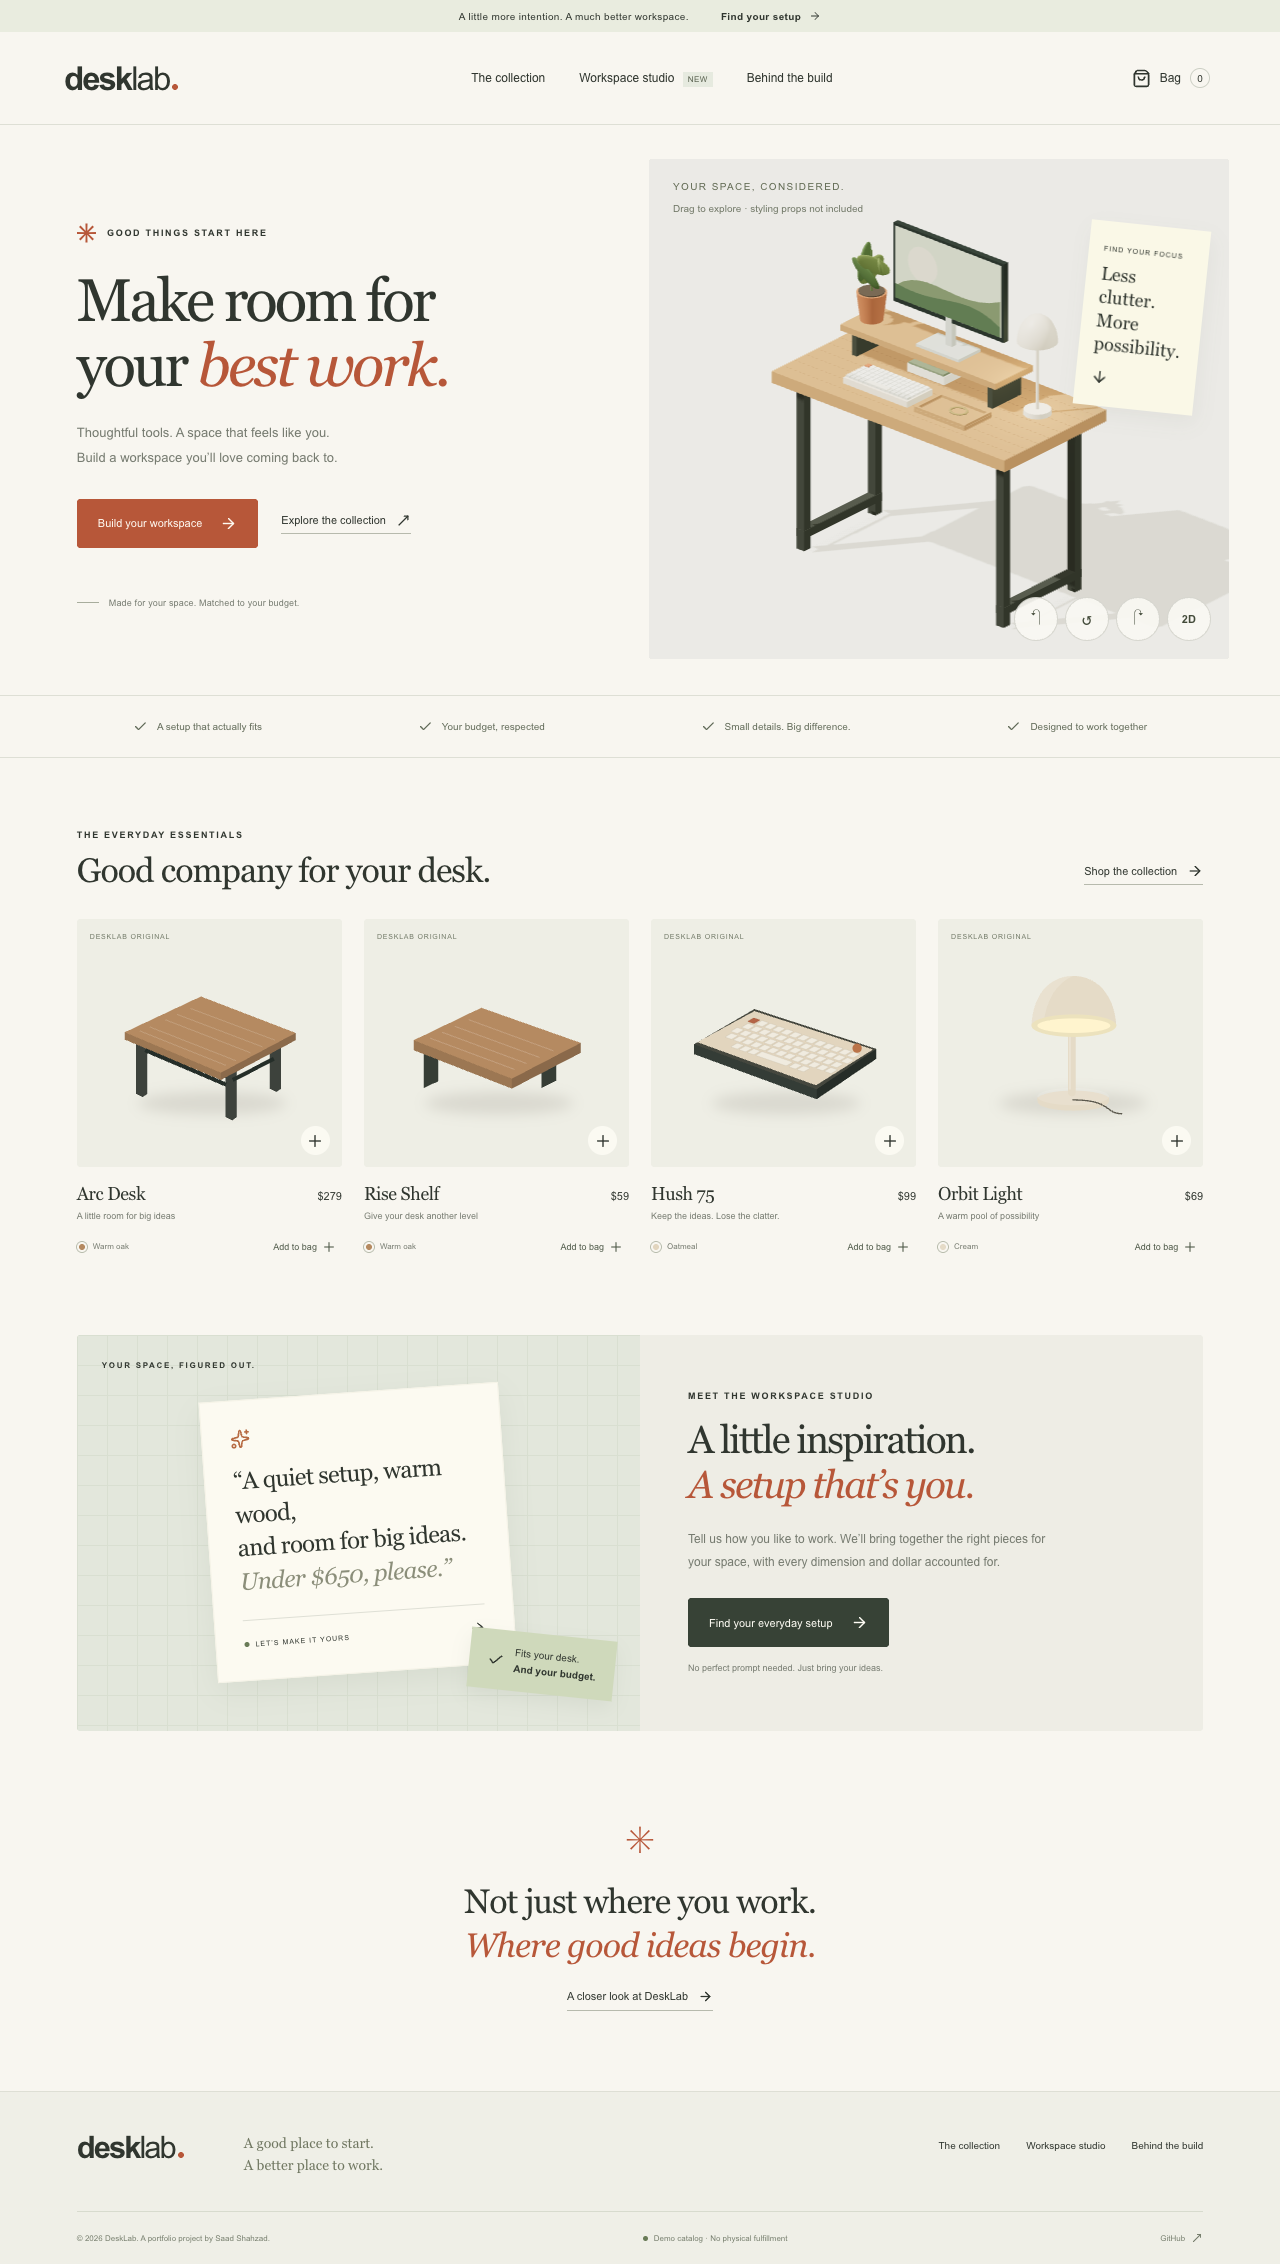 A little more intention. A much better workspace. Find your setup →
desklab.
The collection
Workspace studio NEW
Behind the build
Bag 0
GOOD THINGS START HERE
Make room for
your best work.
Thoughtful tools. A space that feels like you.
Build a workspace you’ll love coming back to.
Build your workspace →
Explore the collection ↗
Made for your space. Matched to your budget.
YOUR SPACE, CONSIDERED.
Drag to explore · styling props not included
FIND YOUR FOCUS
Less
clutter.
More
possibility.
↓
↺
2D
A setup that actually fits
Your budget, respected
Small details. Big difference.
Designed to work together
THE EVERYDAY ESSENTIALS
Good company for your desk.
Shop the collection →
DESKLAB ORIGINAL
Arc Desk $279
A little room for big ideas
Warm oak Add to bag +
DESKLAB ORIGINAL
Rise Shelf $59
Give your desk another level
Warm oak Add to bag +
DESKLAB ORIGINAL
Hush 75 $99
Keep the ideas. Lose the clatter.
Oatmeal Add to bag +
DESKLAB ORIGINAL
Orbit Light $69
A warm pool of possibility
Cream Add to bag +
YOUR SPACE, FIGURED OUT.
“A quiet setup, warm
wood,
and room for big ideas.
Under $650, please.”
LET’S MAKE IT YOURS
Fits your desk.
And your budget.
MEET THE WORKSPACE STUDIO
A little inspiration.
A setup that’s you.
Tell us how you like to work. We’ll bring together the right pieces for
your space, with every dimension and dollar accounted for.
Find your everyday setup →
No perfect prompt needed. Just bring your ideas.
Not just where you work.
Where good ideas begin.
A closer look at DeskLab →
desklab.
A good place to start.
A better place to work.
The collection
Workspace studio
Behind the build
© 2026 DeskLab. A portfolio project by Saad Shahzad.
Demo catalog · No physical fulfillment
GitHub ↗